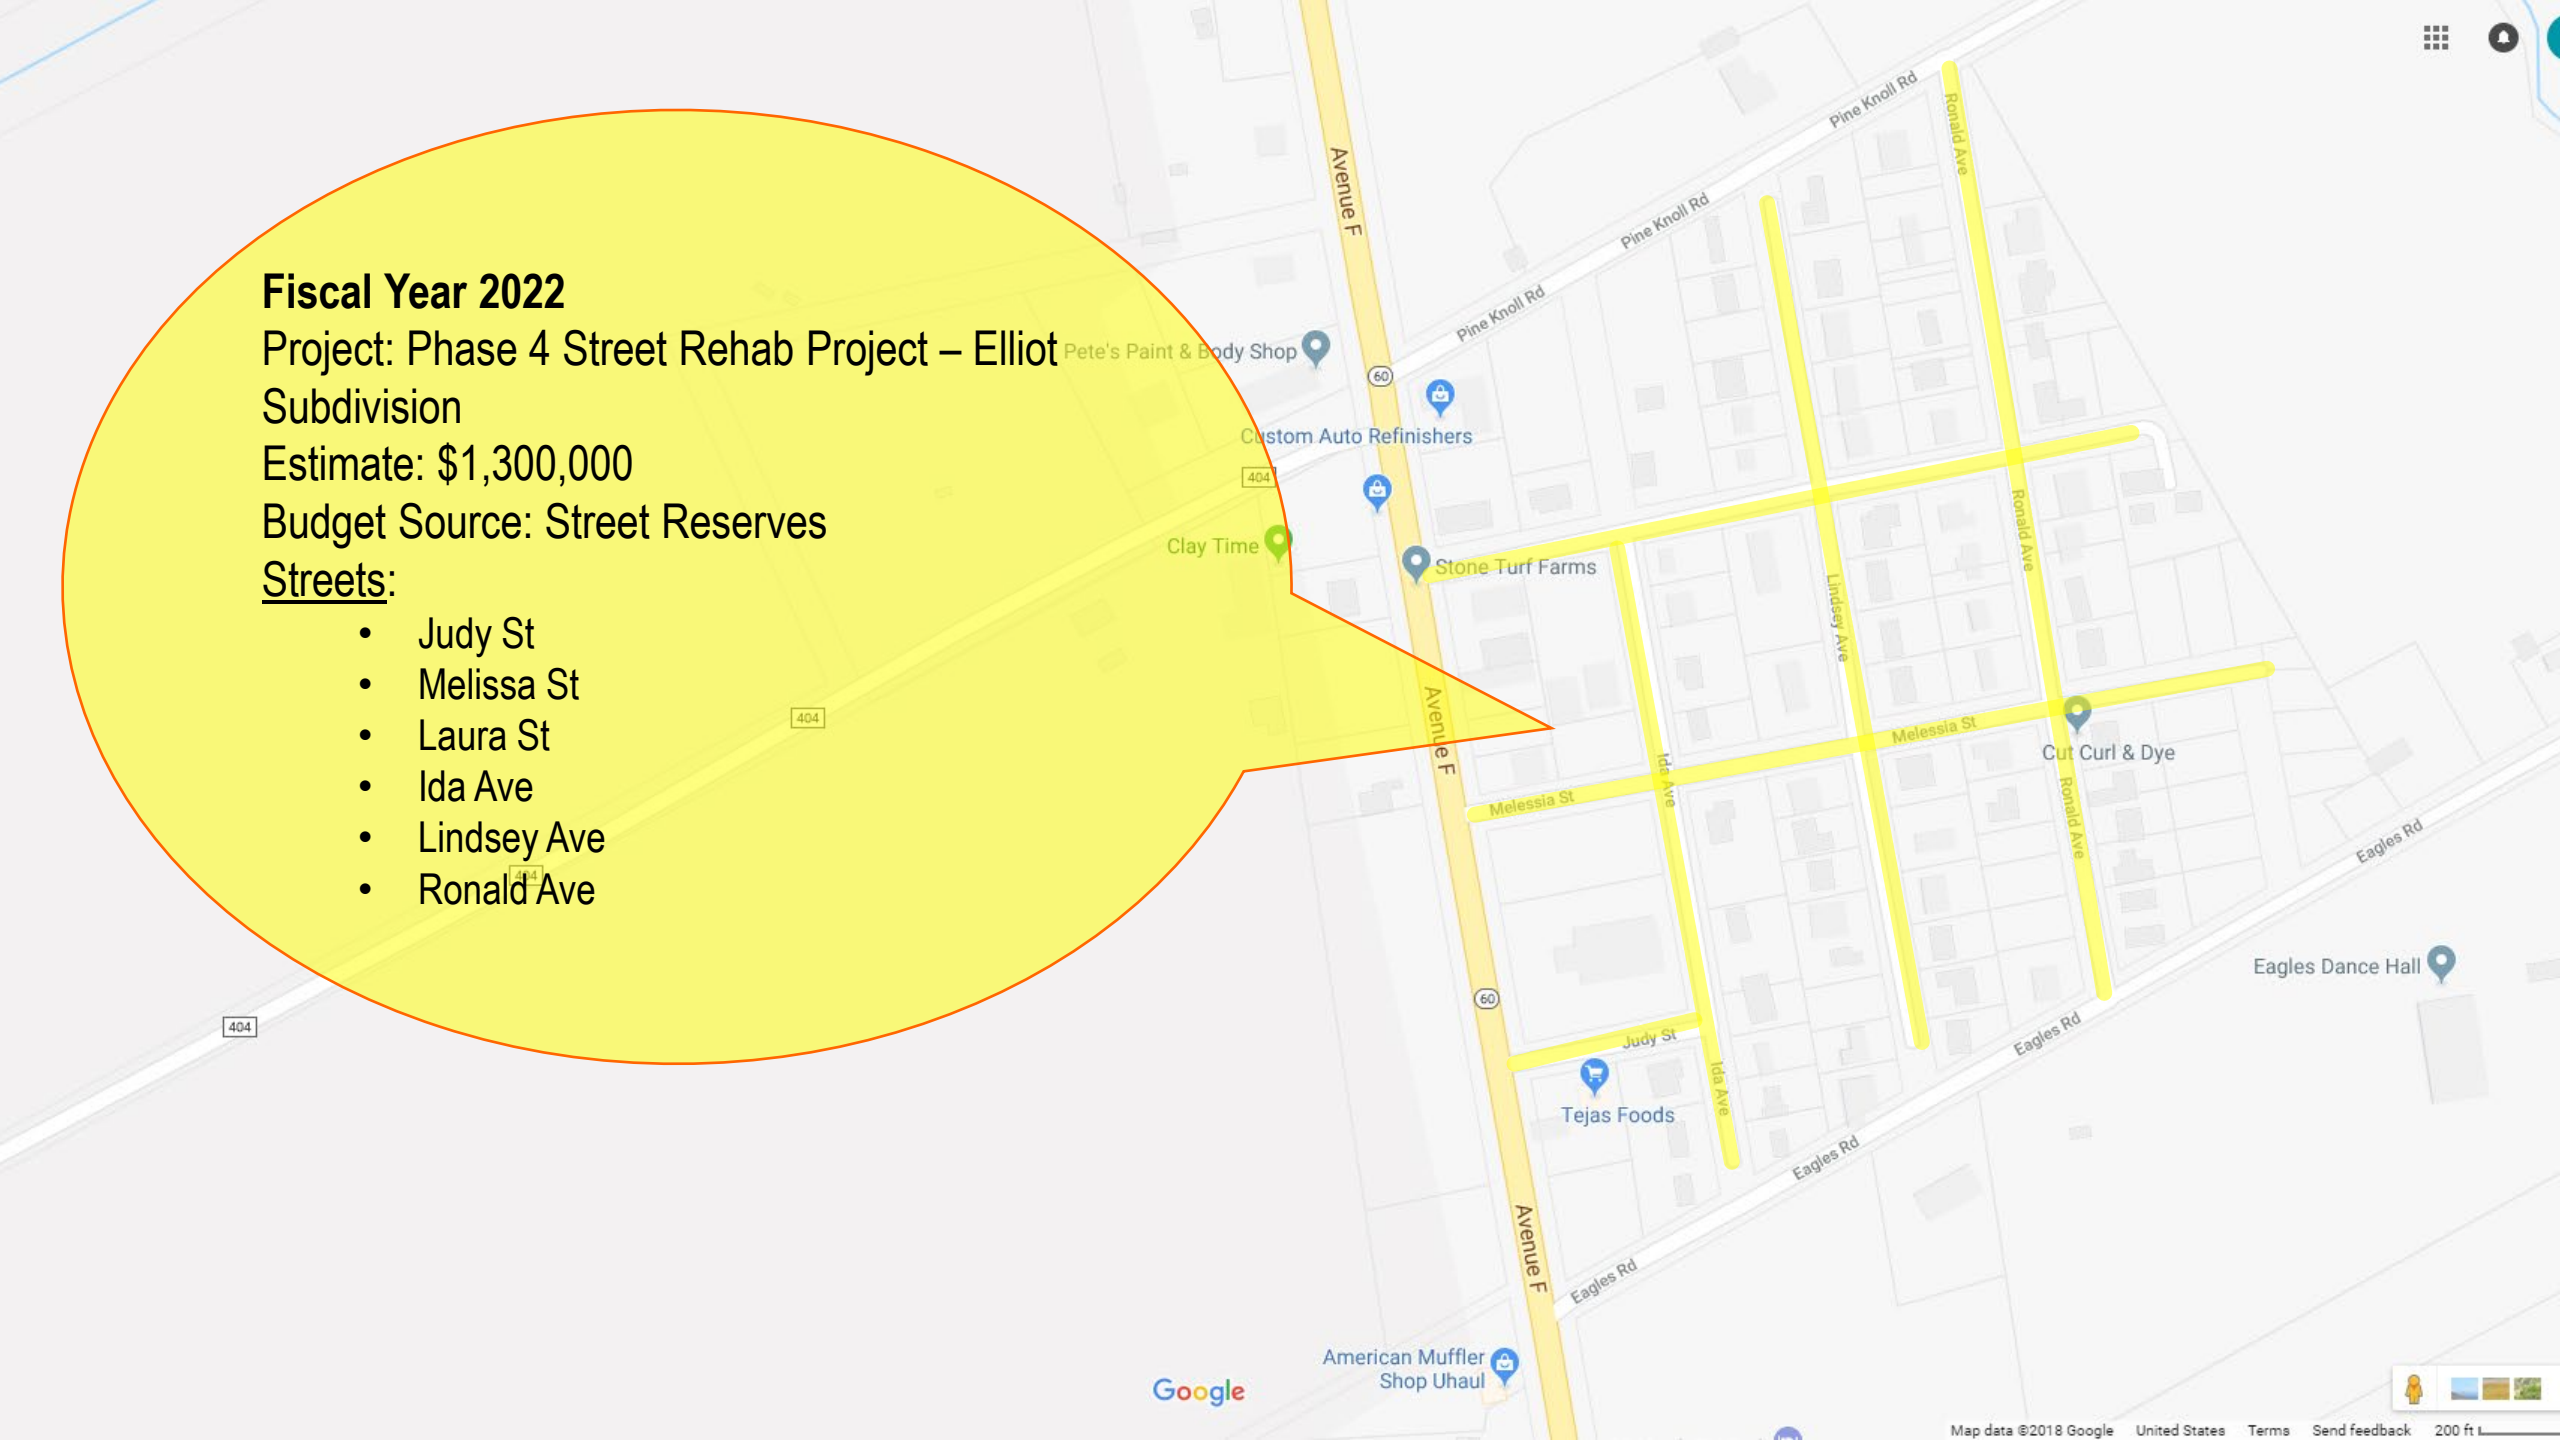 Fiscal Year 2022
Project: Phase 4 Street Rehab Project – Elliot
Subdivision
Estimate: $1,300,000
Budget Source: Street Reserves
Streets:
• Judy St
• Melissa St
• Laura St
• Ida Ave
• Lindsey Ave
• Ronald Ave
404
404
404
404
Avenue F
Pine Knoll Rd
Pine Knoll Rd
Pine Knoll Rd
Ronald Ave
Pete's Paint & Body Shop
60
Custom Auto Refinishers
Clay Time
Stone Turf Farms
Ronald Ave
Lindsey Ave
Avenue F
Melessia St
Cut Curl & Dye
Ida Ave
Melessia St
Ronald Ave
Eagles Rd
Eagles Dance Hall
60
Judy St
Eagles Rd
Ida Ave
Tejas Foods
Eagles Rd
Avenue F
Eagles Rd
American Muffler
Shop Uhaul
Google
Map data ©2018 Google United States Terms Send feedback 200 ft